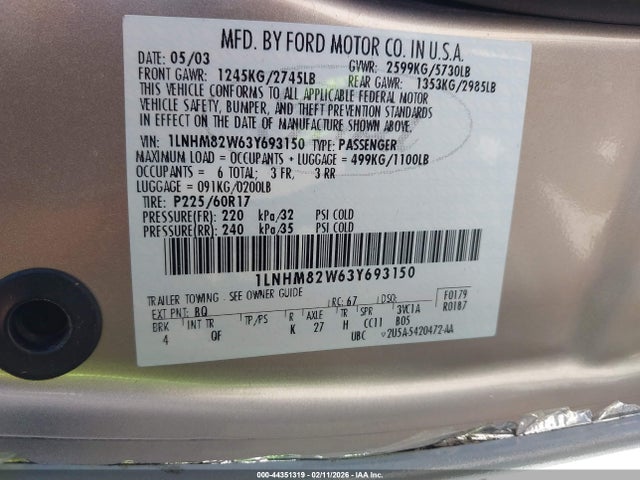 MFD. BY FORD MOTOR CO. IN U.S.A.
DATE: 05/03 GVWR: 2599KG/5730LB
FRONT GAWR: 1245KG/2745LB REAR GAWR: 1353KG/2985LB
THIS VEHICLE CONFORMS TO ALL APPLICABLE FEDERAL MOTOR
VEHICLE SAFETY, BUMPER, AND THEFT PREVENTION STANDARDS
IN EFFECT ON THE DATE OF MANUFACTURE SHOWN ABOVE.
VIN: 1LNHM82W63Y693150 TYPE: PASSENGER
MAXIMUM LOAD = OCCUPANTS + LUGGAGE = 499KG/1100LB
OCCUPANTS = 6 TOTAL; 3 FR, 3 RR
LUGGAGE = 091KG/0200LB
TIRE: P225/60R17
PRESSURE(FR) 220 kPa/32 PSI COLD
PRESSURE(RR) 240 kPa/35 PSI COLD
1LNHM82W63Y693150
TRAILER TOWING - SEE OWNER GUIDE
EXT PNT: BQ RC: 67 DSO: F0179
BRK INT TR TP/PS R AXLE TR SPR 3VC1A R0187
4 QF K 27 H CC11 B05
UBC 2U5A-5420472-AA
000-44351319 - 02/11/2026 - IAA Inc.